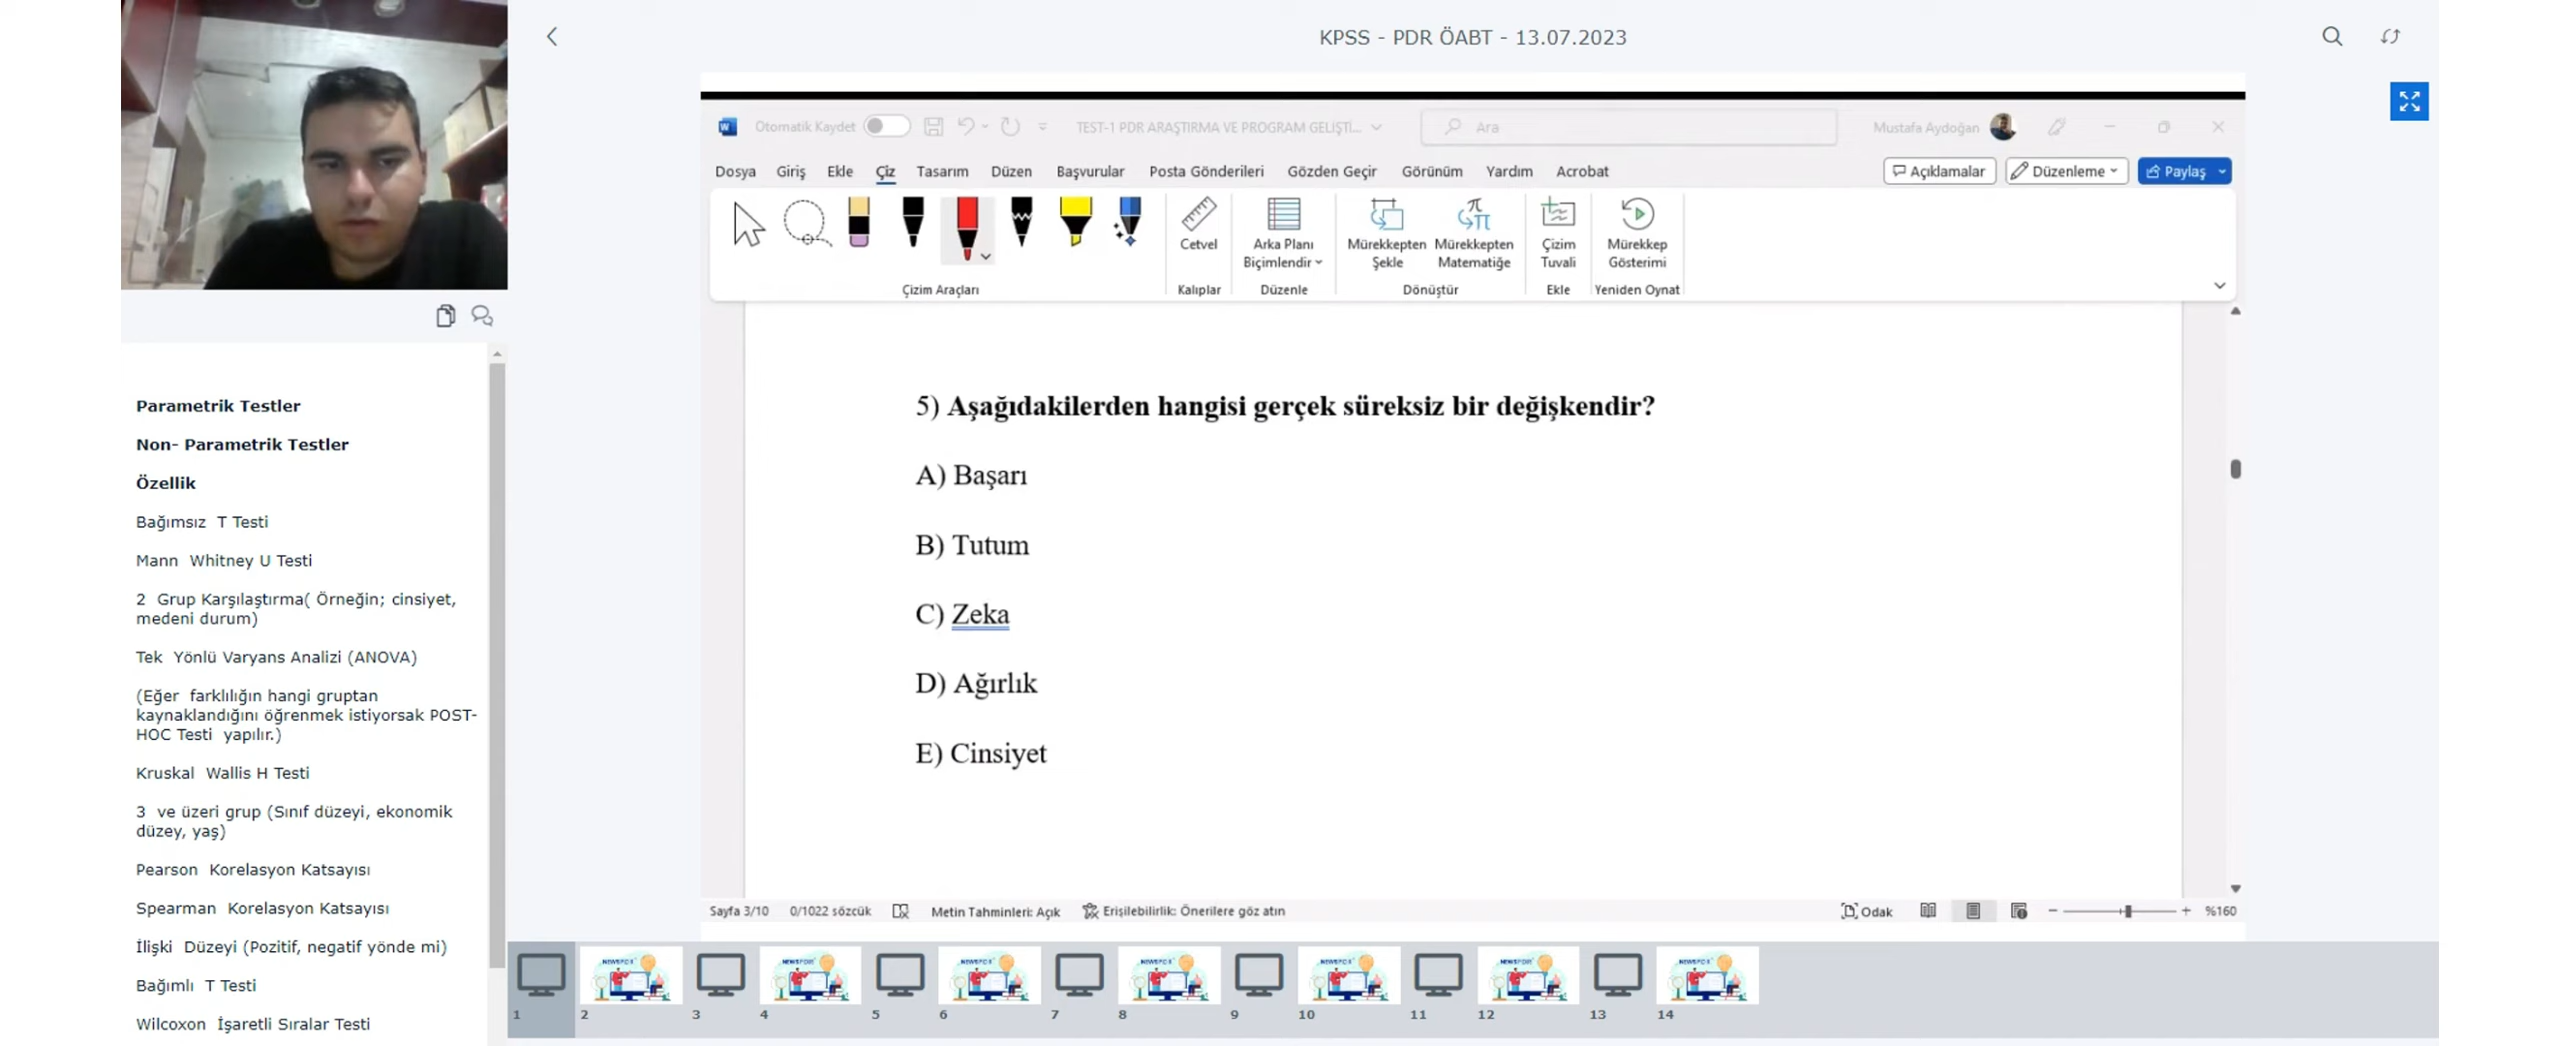 KPSS - PDR ÖABT - 13.07.2023
Otomatik Kaydet
TEST-1 PDR ARAŞTIRMA VE PROGRAM GELİŞTİ...
Ara
Mustafa Aydoğan
Dosya Giriş Ekle Çiz Tasarım Düzen Başvurular Posta Gönderileri Gözden Geçir Görünüm Yardım Acrobat
Açıklamalar Düzenleme Paylaş
Cetvel
Arka Planı
Biçimlendir
Mürekkepten
Şekle
Mürekkepten
Matematiğe
Çizim
Tuvali
Mürekkep
Gösterimi
Çizim Araçları Kalıplar Düzenle Dönüştür Ekle Yeniden Oynat
5) Aşağıdakilerden hangisi gerçek süreksiz bir değişkendir?
A) Başarı
B) Tutum
C) Zeka
D) Ağırlık
E) Cinsiyet
Sayfa 3/10 0/1022 sözcük Metin Tahminleri: Açık Erişilebilirlik: Önerilere göz atın
Odak %160
Parametrik Testler
Non- Parametrik Testler
Özellik
Bağımsız T Testi
Mann Whitney U Testi
2 Grup Karşılaştırma( Örneğin; cinsiyet,
medeni durum)
Tek Yönlü Varyans Analizi (ANOVA)
(Eğer farklılığın hangi gruptan
kaynaklandığını öğrenmek istiyorsak POST-
HOC Testi yapılır.)
Kruskal Wallis H Testi
3 ve üzeri grup (Sınıf düzeyi, ekonomik
düzey, yaş)
Pearson Korelasyon Katsayısı
Spearman Korelasyon Katsayısı
İlişki Düzeyi (Pozitif, negatif yönde mi)
Bağımlı T Testi
Wilcoxon İşaretli Sıralar Testi
1 2 3 4 5 6 7 8 9 10 11 12 13 14